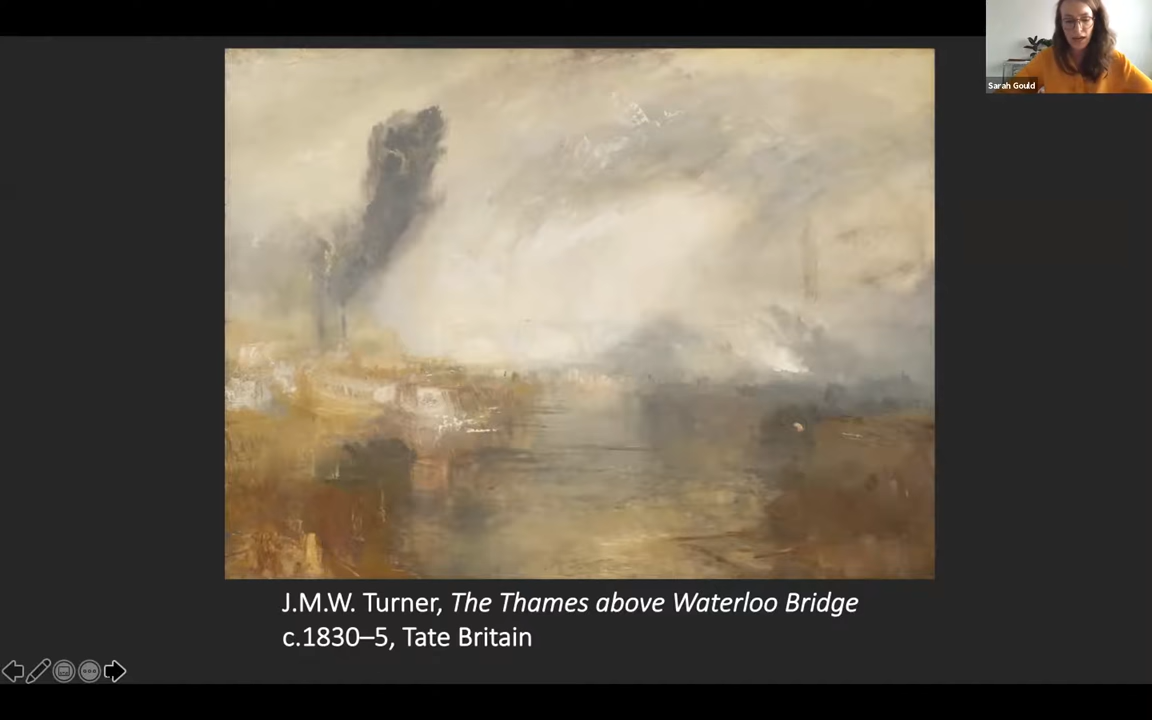 Sarah Gould
J.M.W. Turner, The Thames above Waterloo Bridge
c.1830–5, Tate Britain